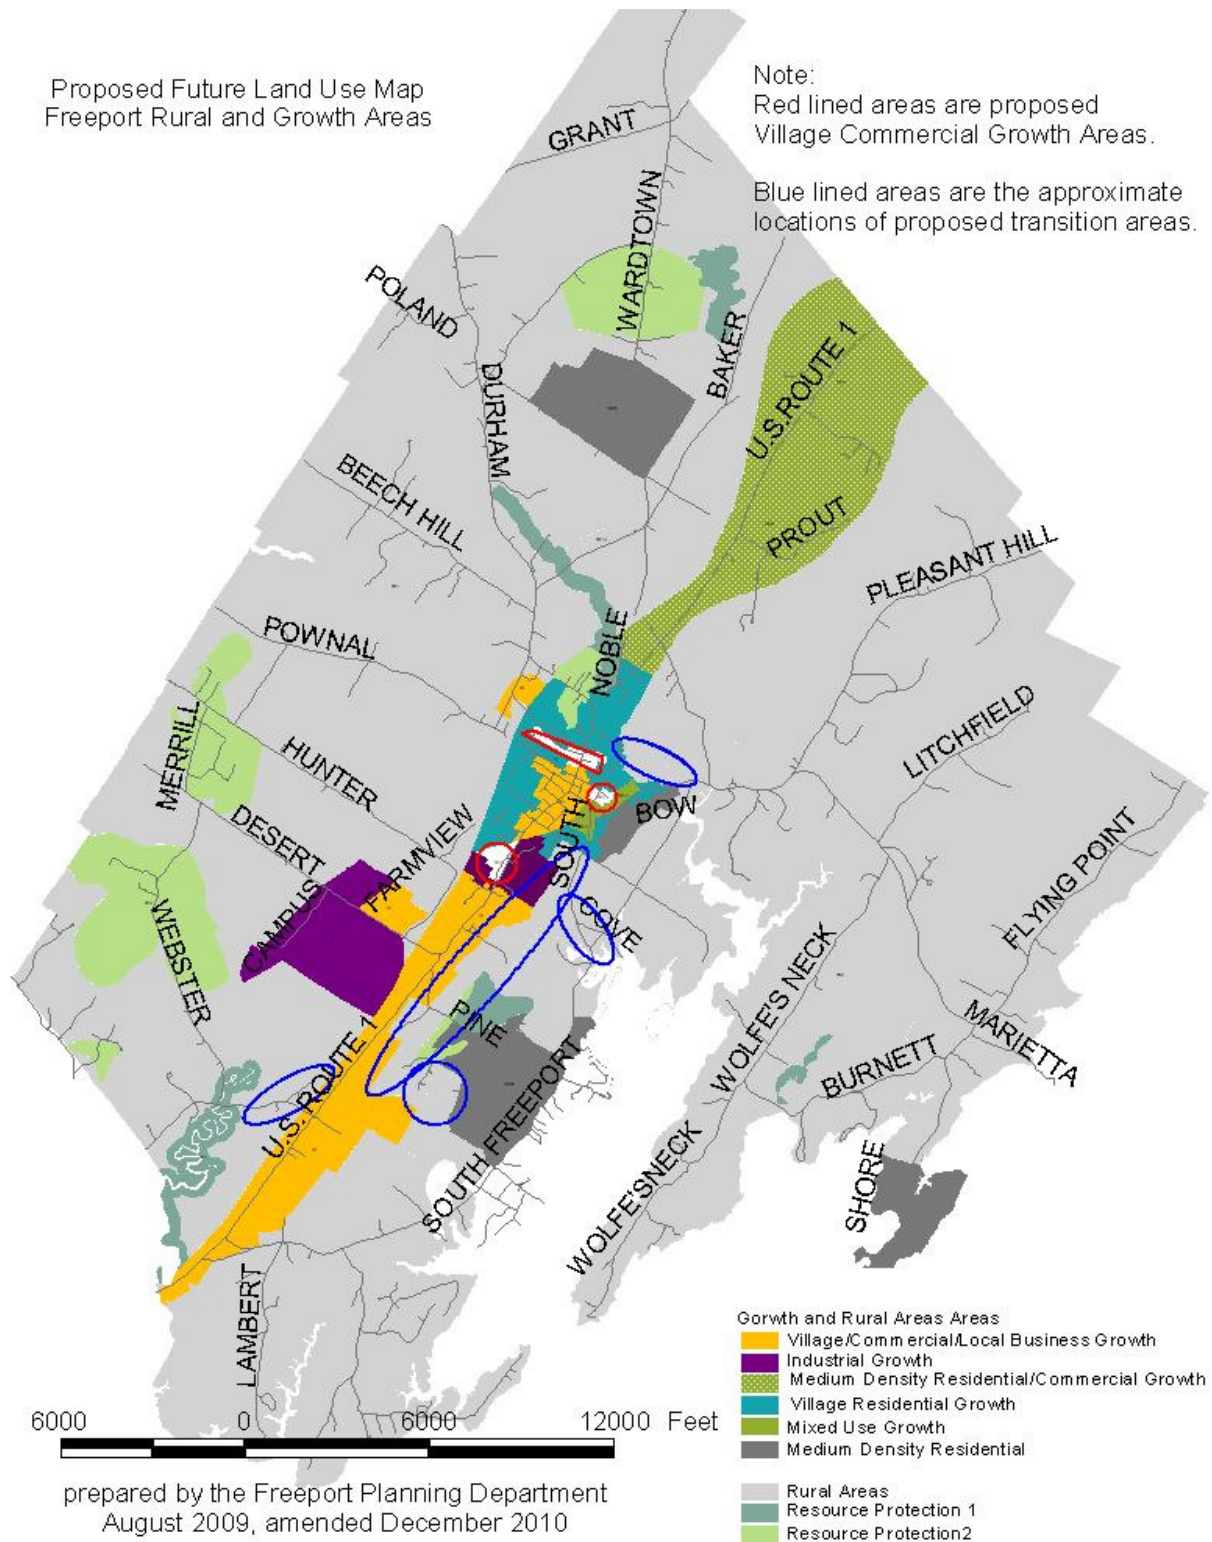 Proposed Future Land Use Map
Freeport Rural and Growth Areas
Note:
Red lined areas are proposed
Village Commercial Growth Areas.
Blue lined areas are the approximate
locations of proposed transition areas.
GRANT
WARDTOWN
POLAND
BAKER
DURHAM
U.S.ROUTE 1
BEECH HILL
PROUT
PLEASANT HILL
NOBLE
POWNAL
MERRILL
HUNTER
LITCHFIELD
DESERT
FARMVIEW
SOUTH
BOW
CAMPUS
WEBSTER
COVE
FLYING POINT
WOLFE'S NECK
PINE
MARIETTA
BURNETT
U.S. ROUTE 1
SOUTH FREEPORT
WOLFE'SNECK
SHORE
LAMBERT
Gorwth and Rural Areas Areas
Village/Commercial/Local Business Growth
Industrial Growth
Medium Density Residential/Commercial Growth
Village Residential Growth
Mixed Use Growth
Medium Density Residential
Rural Areas
Resource Protection 1
Resource Protection2
6000 0 6000 12000 Feet
prepared by the Freeport Planning Department
August 2009, amended December 2010